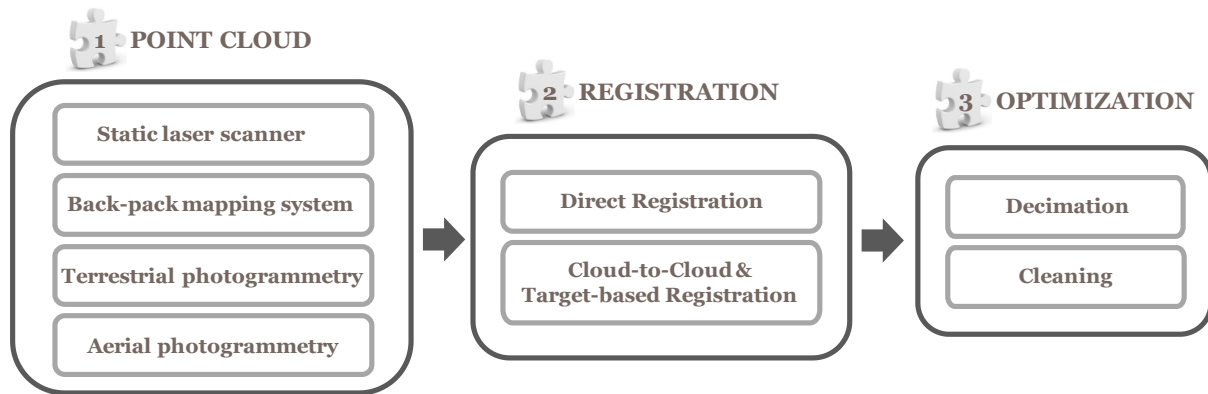 1 POINT CLOUD
Static laser scanner
Back-pack mapping system
Terrestrial photogrammetry
Aerial photogrammetry
2 REGISTRATION
Direct Registration
Cloud-to-Cloud &
Target-based Registration
3 OPTIMIZATION
Decimation
Cleaning